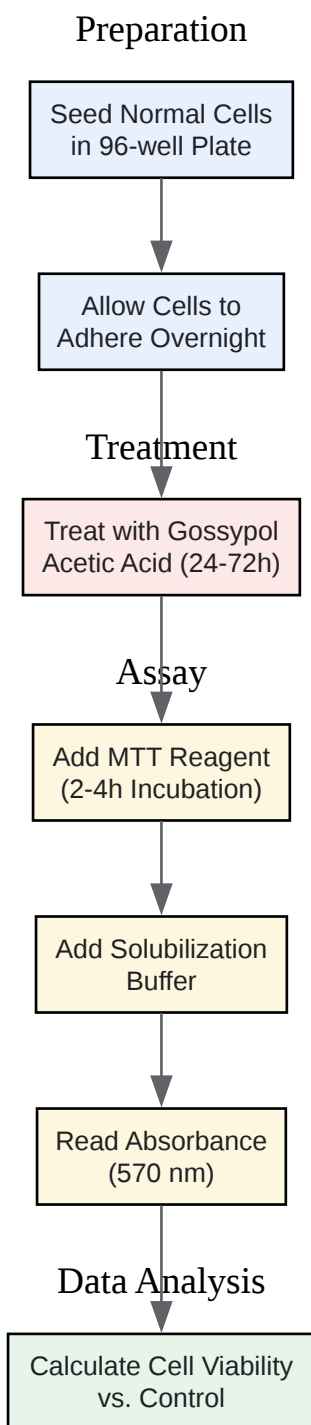 Preparation
Seed Normal Cells
in 96-well Plate
Allow Cells to
Adhere Overnight
Treatment
Treat with Gossypol
Acetic Acid (24-72h)
Assay
Add MTT Reagent
(2-4h Incubation)
Add Solubilization
Buffer
Read Absorbance
(570 nm)
Data Analysis
Calculate Cell Viability
vs. Control